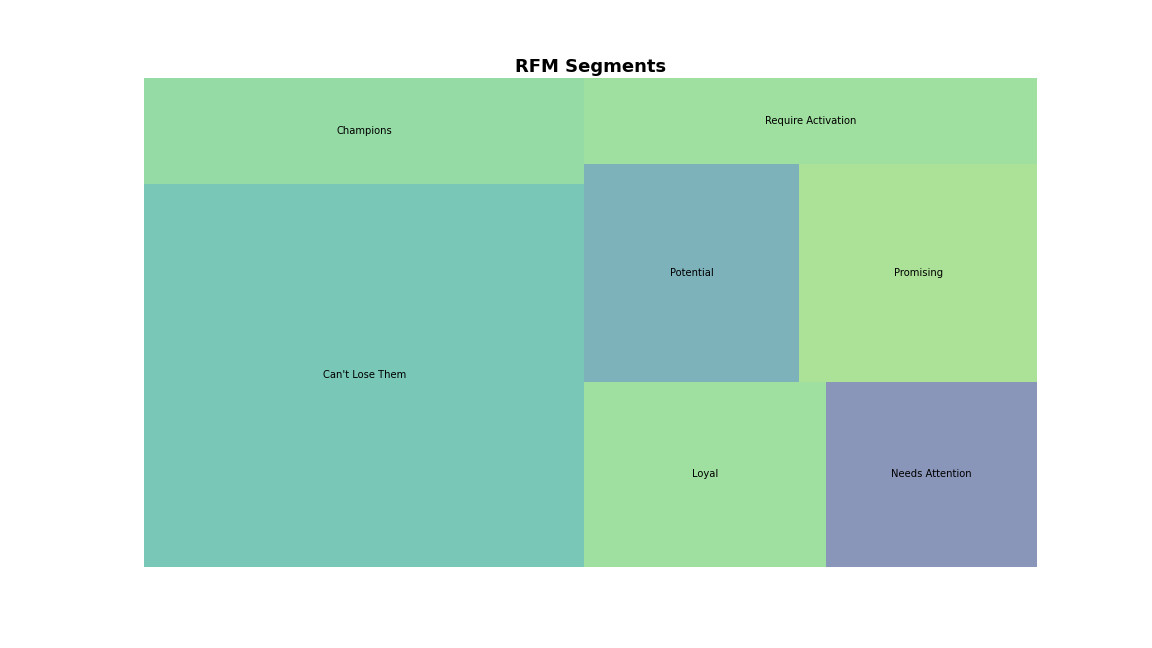 RFM Segments
Champions
Require Activation
Potential
Promising
Can't Lose Them
Loyal
Needs Attention